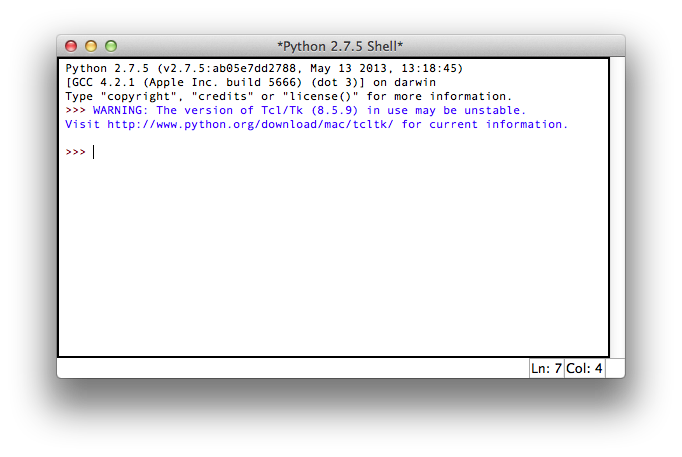 *Python 2.7.5 Shell*
Python 2.7.5 (v2.7.5:ab05e7dd2788, May 13 2013, 13:18:45)
[GCC 4.2.1 (Apple Inc. build 5666) (dot 3)] on darwin
Type "copyright", "credits" or "license()" for more information.
>>> WARNING: The version of Tcl/Tk (8.5.9) in use may be unstable.
Visit http://www.python.org/download/mac/tcltk/ for current information.
>>>
Ln: 7 Col: 4